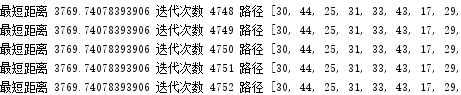 最短距离 3769.74078393906 迭代次数 4748 路径 [30, 44, 25, 31, 33, 43, 17, 29,
最短距离 3769.74078393906 迭代次数 4749 路径 [30, 44, 25, 31, 33, 43, 17, 29,
最短距离 3769.74078393906 迭代次数 4750 路径 [30, 44, 25, 31, 33, 43, 17, 29,
最短距离 3769.74078393906 迭代次数 4751 路径 [30, 44, 25, 31, 33, 43, 17, 29,
最短距离 3769.74078393906 迭代次数 4752 路径 [30, 44, 25, 31, 33, 43, 17, 29,